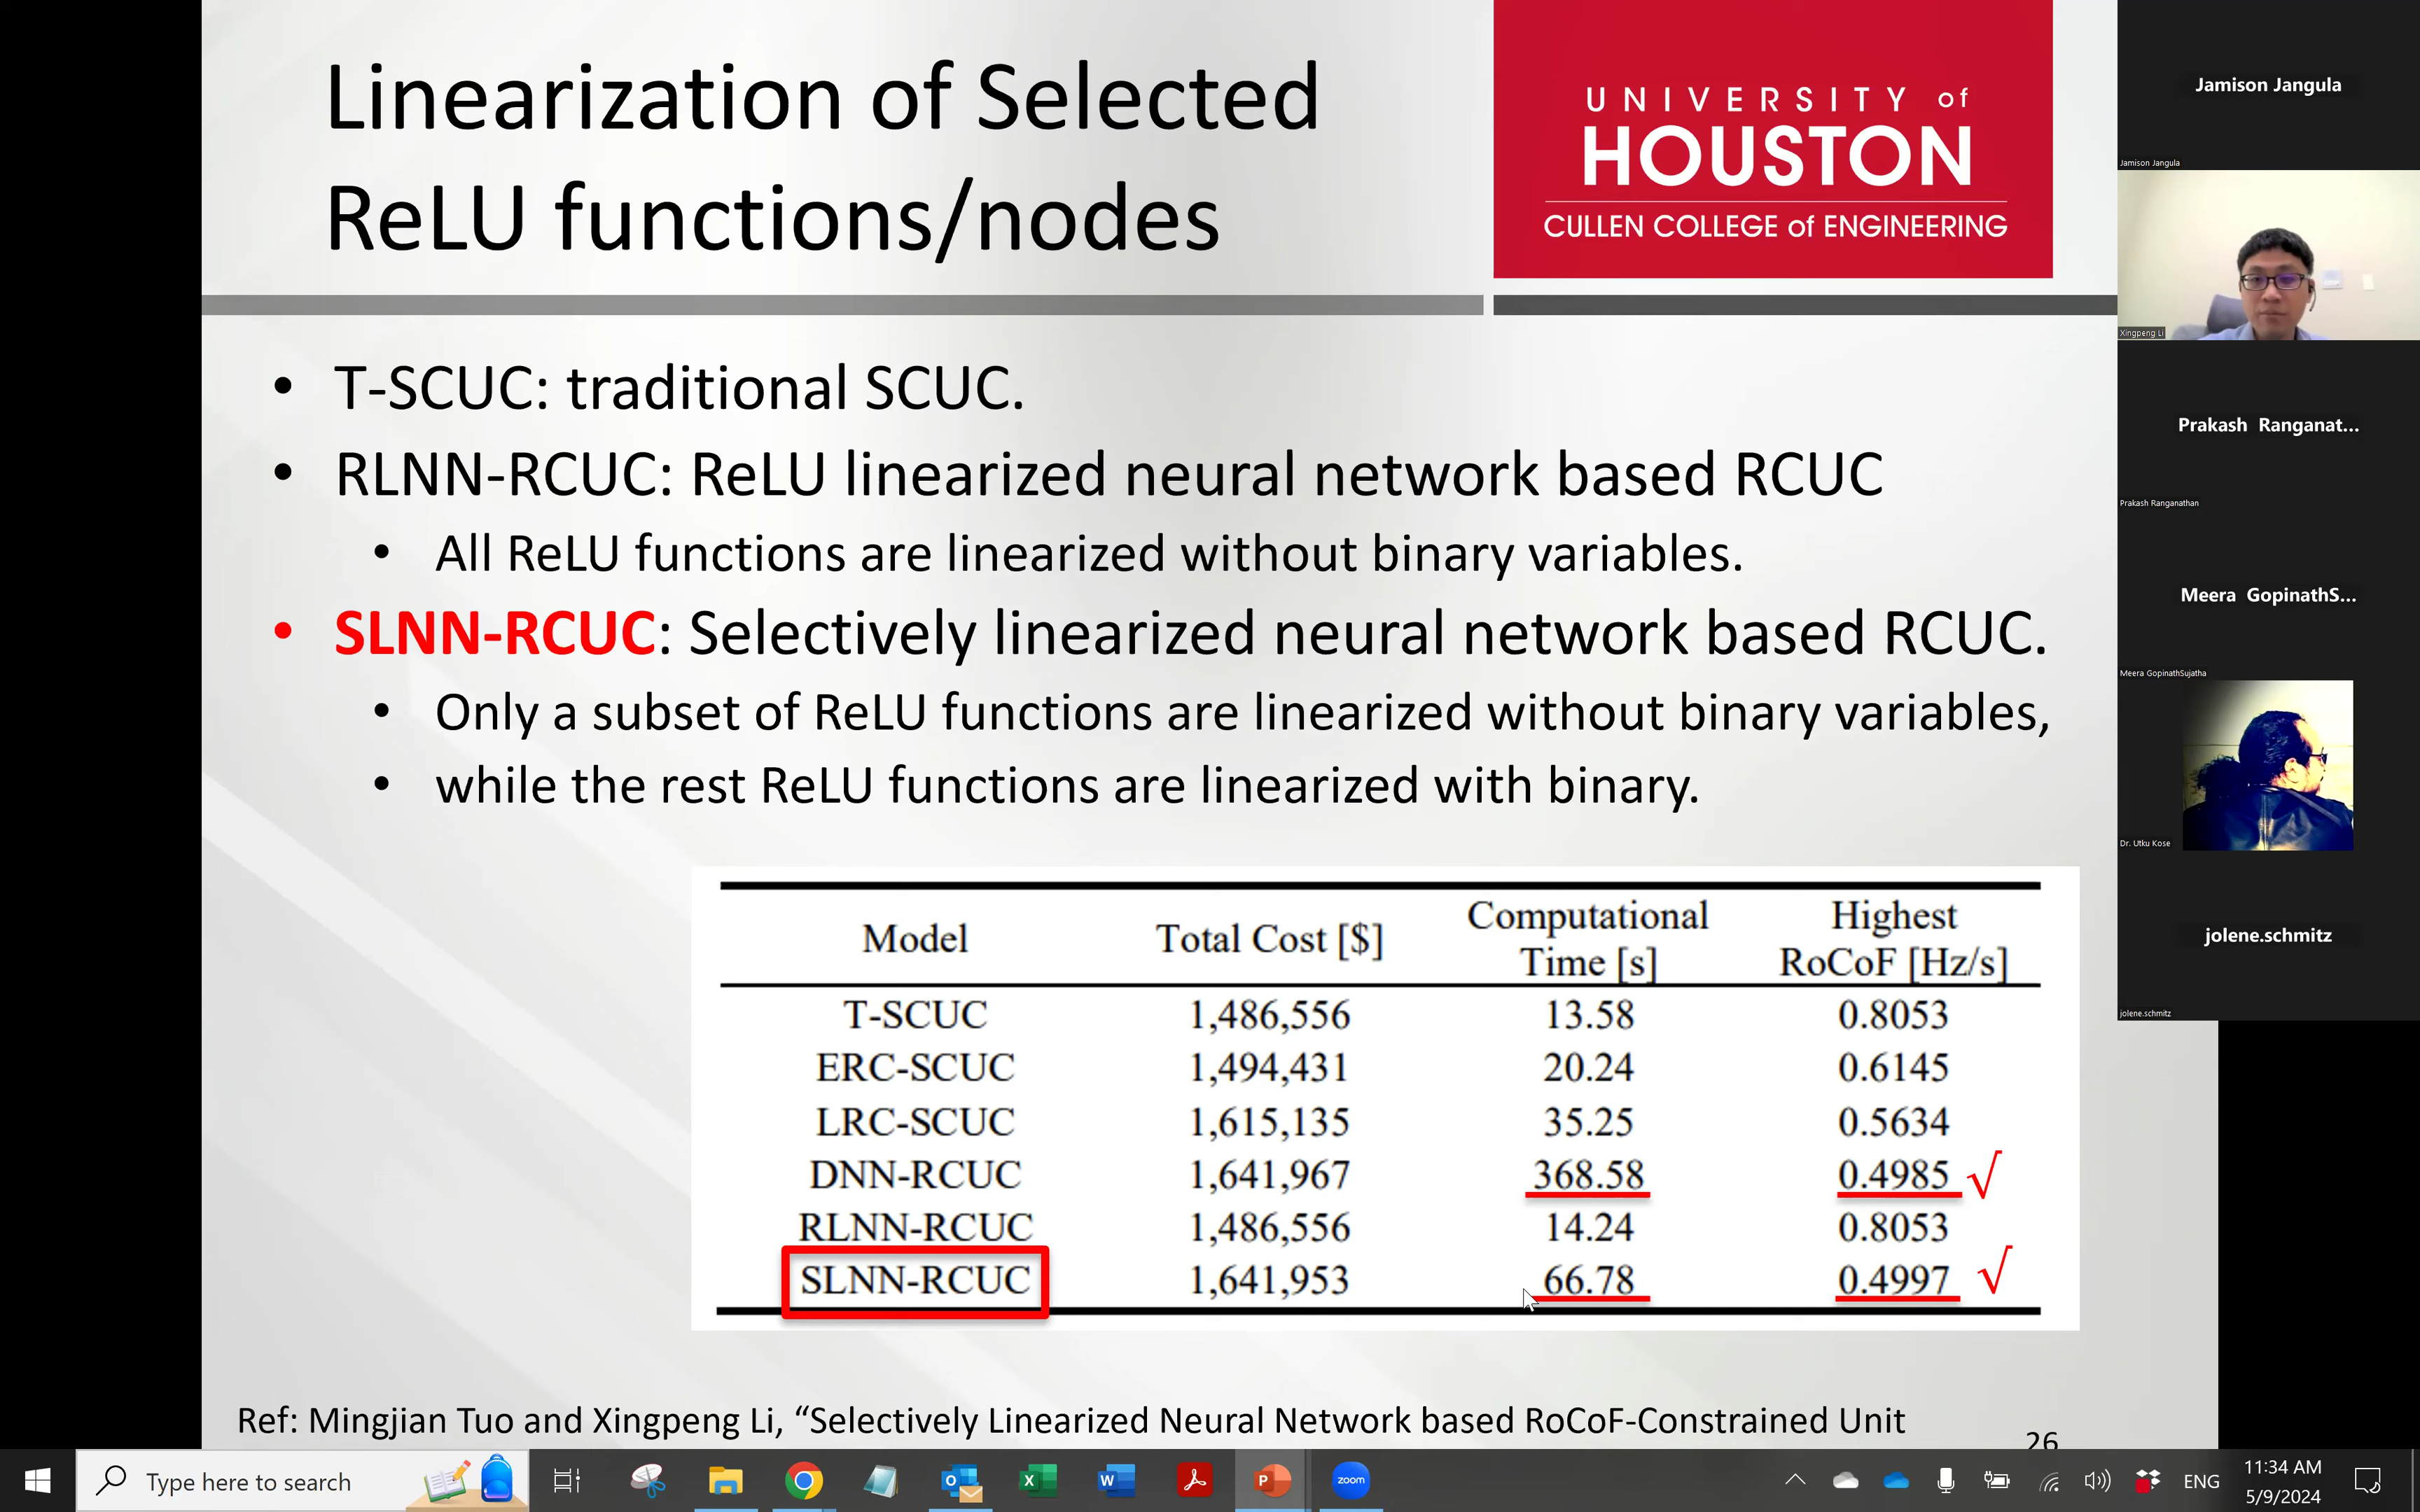 Linearization of Selected
ReLU functions/nodes
UNIVERSITY of
HOUSTON
CULLEN COLLEGE of ENGINEERING
• T-SCUC: traditional SCUC.
• RLNN-RCUC: ReLU linearized neural network based RCUC
• All ReLU functions are linearized without binary variables.
• SLNN-RCUC: Selectively linearized neural network based RCUC.
• Only a subset of ReLU functions are linearized without binary variables,
• while the rest ReLU functions are linearized with binary.
Model Total Cost [$] Computational Time [s] Highest RoCoF [Hz/s]
T-SCUC 1,486,556 13.58 0.8053
ERC-SCUC 1,494,431 20.24 0.6145
LRC-SCUC 1,615,135 35.25 0.5634
DNN-RCUC 1,641,967 368.58 0.4985 √
RLNN-RCUC 1,486,556 14.24 0.8053
SLNN-RCUC 1,641,953 66.78 0.4997 √
Ref: Mingjian Tuo and Xingpeng Li, “Selectively Linearized Neural Network based RoCoF-Constrained Unit
26
Jamison Jangula
Jamison Jangula
Xingpeng Li
Prakash Ranganat...
Prakash Ranganathan
Meera GopinathS...
Meera GopinathSujatha
Dr. Utku Kose
jolene.schmitz
jolene.schmitz
Type here to search
zoom
ENG
11:34 AM
5/9/2024